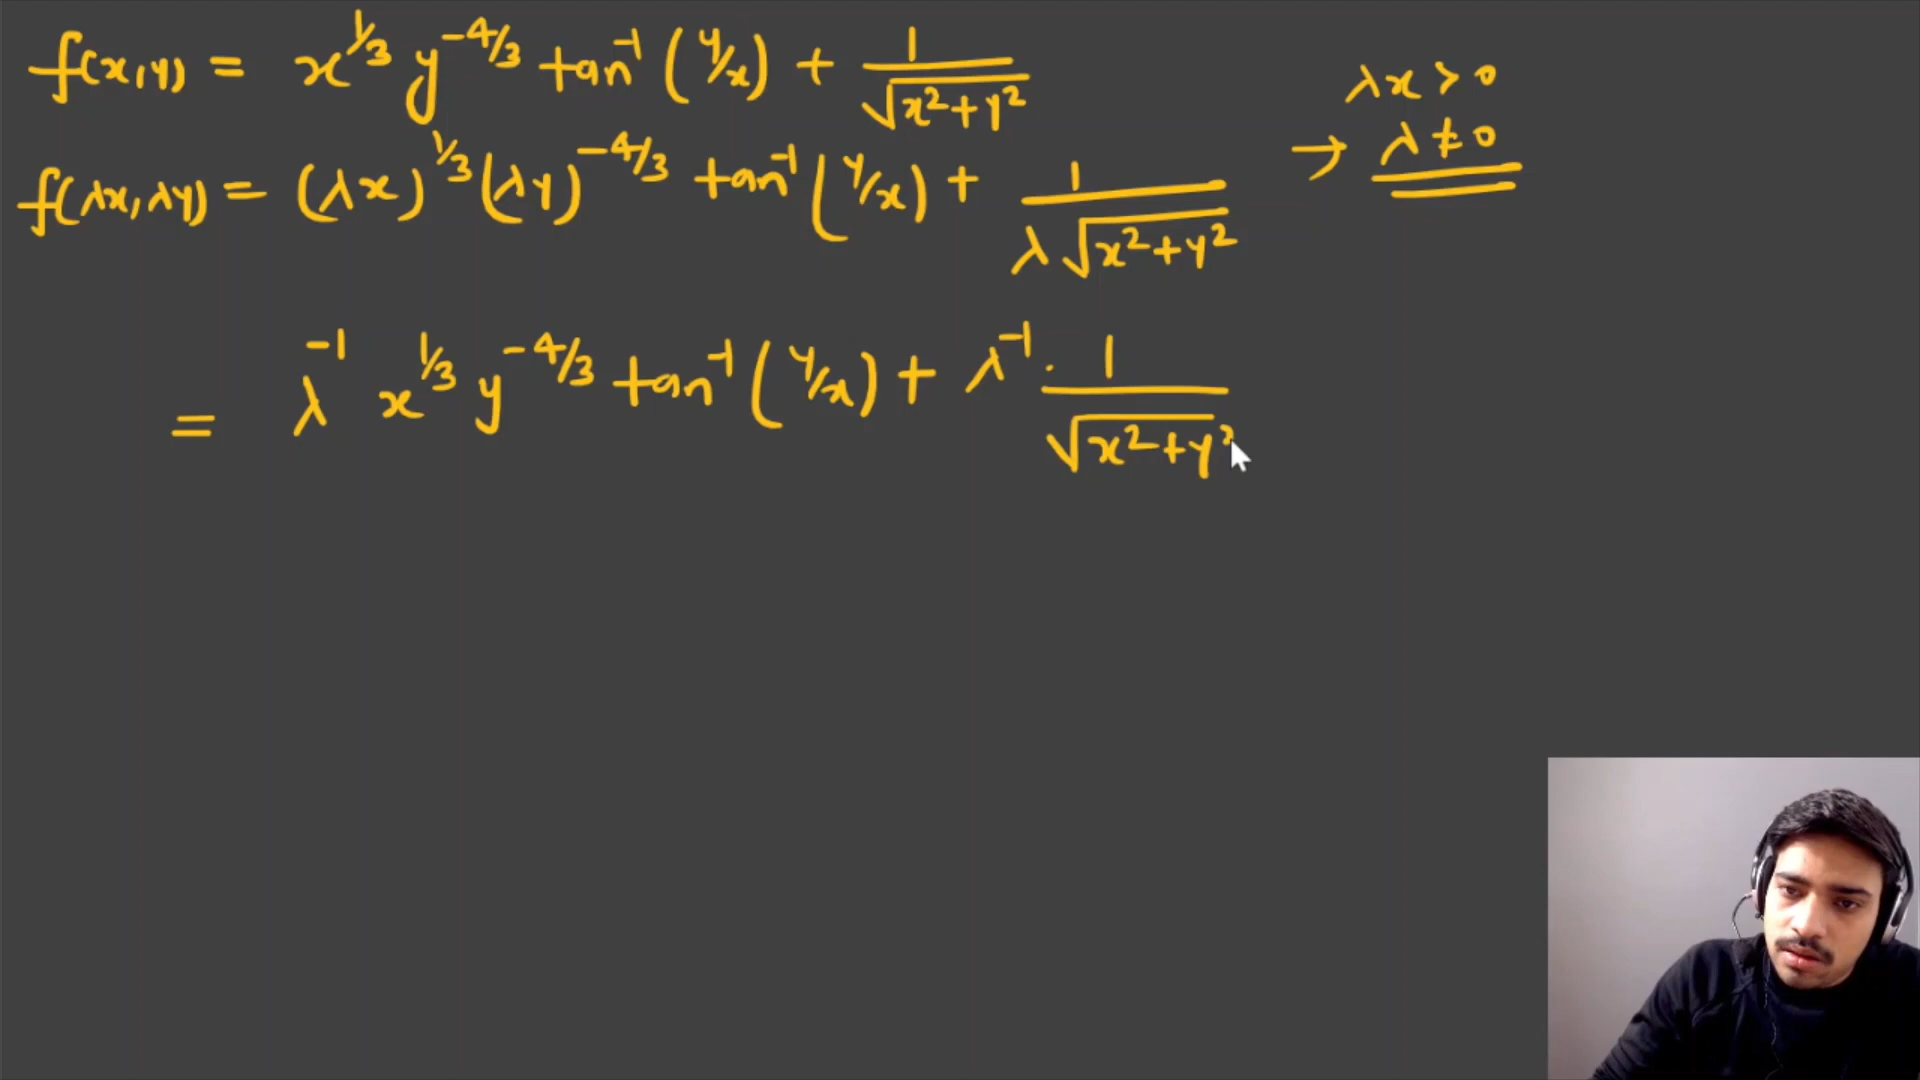 f(x,y) = x^{1/3} y^{-4/3} tan^{-1} (y/x) + 1/√(x²+y²)
λx > 0
→ λ ≠ 0
f(λx,λy) = (λx)^{1/3} (λy)^{-4/3} tan^{-1} (y/x) + 1/(λ√(x²+y²))
= λ^{-1} x^{1/3} y^{-4/3} tan^{-1} (y/x) + λ^{-1} · 1/√(x²+y²)